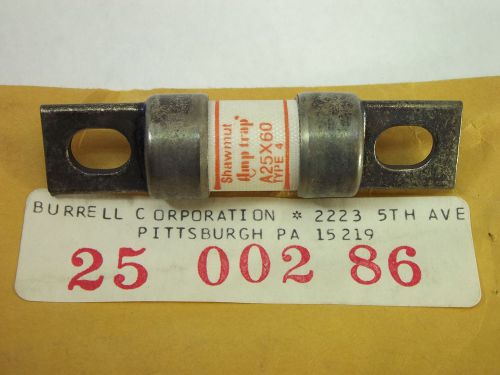 Shawmut
Amp trap®
A25X60
TYPE 4
BURRELL CORPORATION * 2223 5TH AVE
PITTSBURGH PA 15219
25 002 86